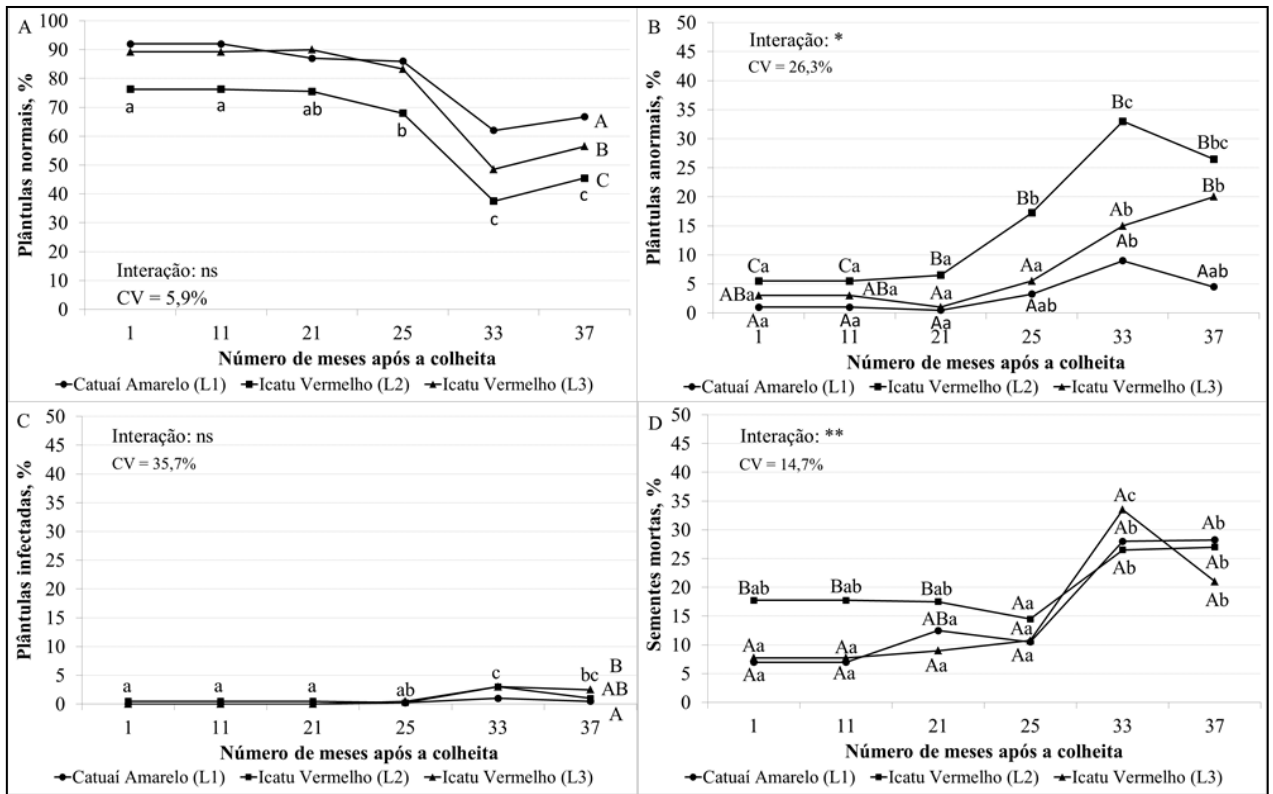 A
Plântulas normais, %
100
90
80
70
60
50
40
30
20
10
0
a
a
ab
b
c
c
A
B
C
Interação: ns
CV = 5,9%
1 11 21 25 33 37
Número de meses após a colheita
Catuaí Amarelo (L1) Icatu Vermelho (L2) Icatu Vermelho (L3)
B
Plântulas anormais, %
50
45
40
35
30
25
20
15
10
5
0
Interação: *
CV = 26,3%
Bc
Bbc
Bb
Bb
Ab
Ab
Ca Ca Ba
Aa
Aab
ABa ABa Aa
Aab
Aa Aa Aa
1 11 21 25 33 37
Número de meses após a colheita
Catuaí Amarelo (L1) Icatu Vermelho (L2) Icatu Vermelho (L3)
C
Plântulas infectadas, %
50
45
40
35
30
25
20
15
10
5
0
Interação: ns
CV = 35,7%
a a a ab c bc
B
AB
A
1 11 21 25 33 37
Número de meses após a colheita
Catuaí Amarelo (L1) Icatu Vermelho (L2) Icatu Vermelho (L3)
D
Sementes mortas, %
50
45
40
35
30
25
20
15
10
5
0
Interação: **
CV = 14,7%
Ac
Ab Ab
Ab Ab
Ab
Bab Bab Bab Aa
ABa Aa
Aa Aa
Aa Aa
Aa Aa
1 11 21 25 33 37
Número de meses após a colheita
Catuaí Amarelo (L1) Icatu Vermelho (L2) Icatu Vermelho (L3)